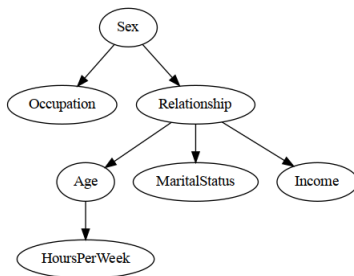 Sex
Occupation
Relationship
Age
MaritalStatus
Income
HoursPerWeek